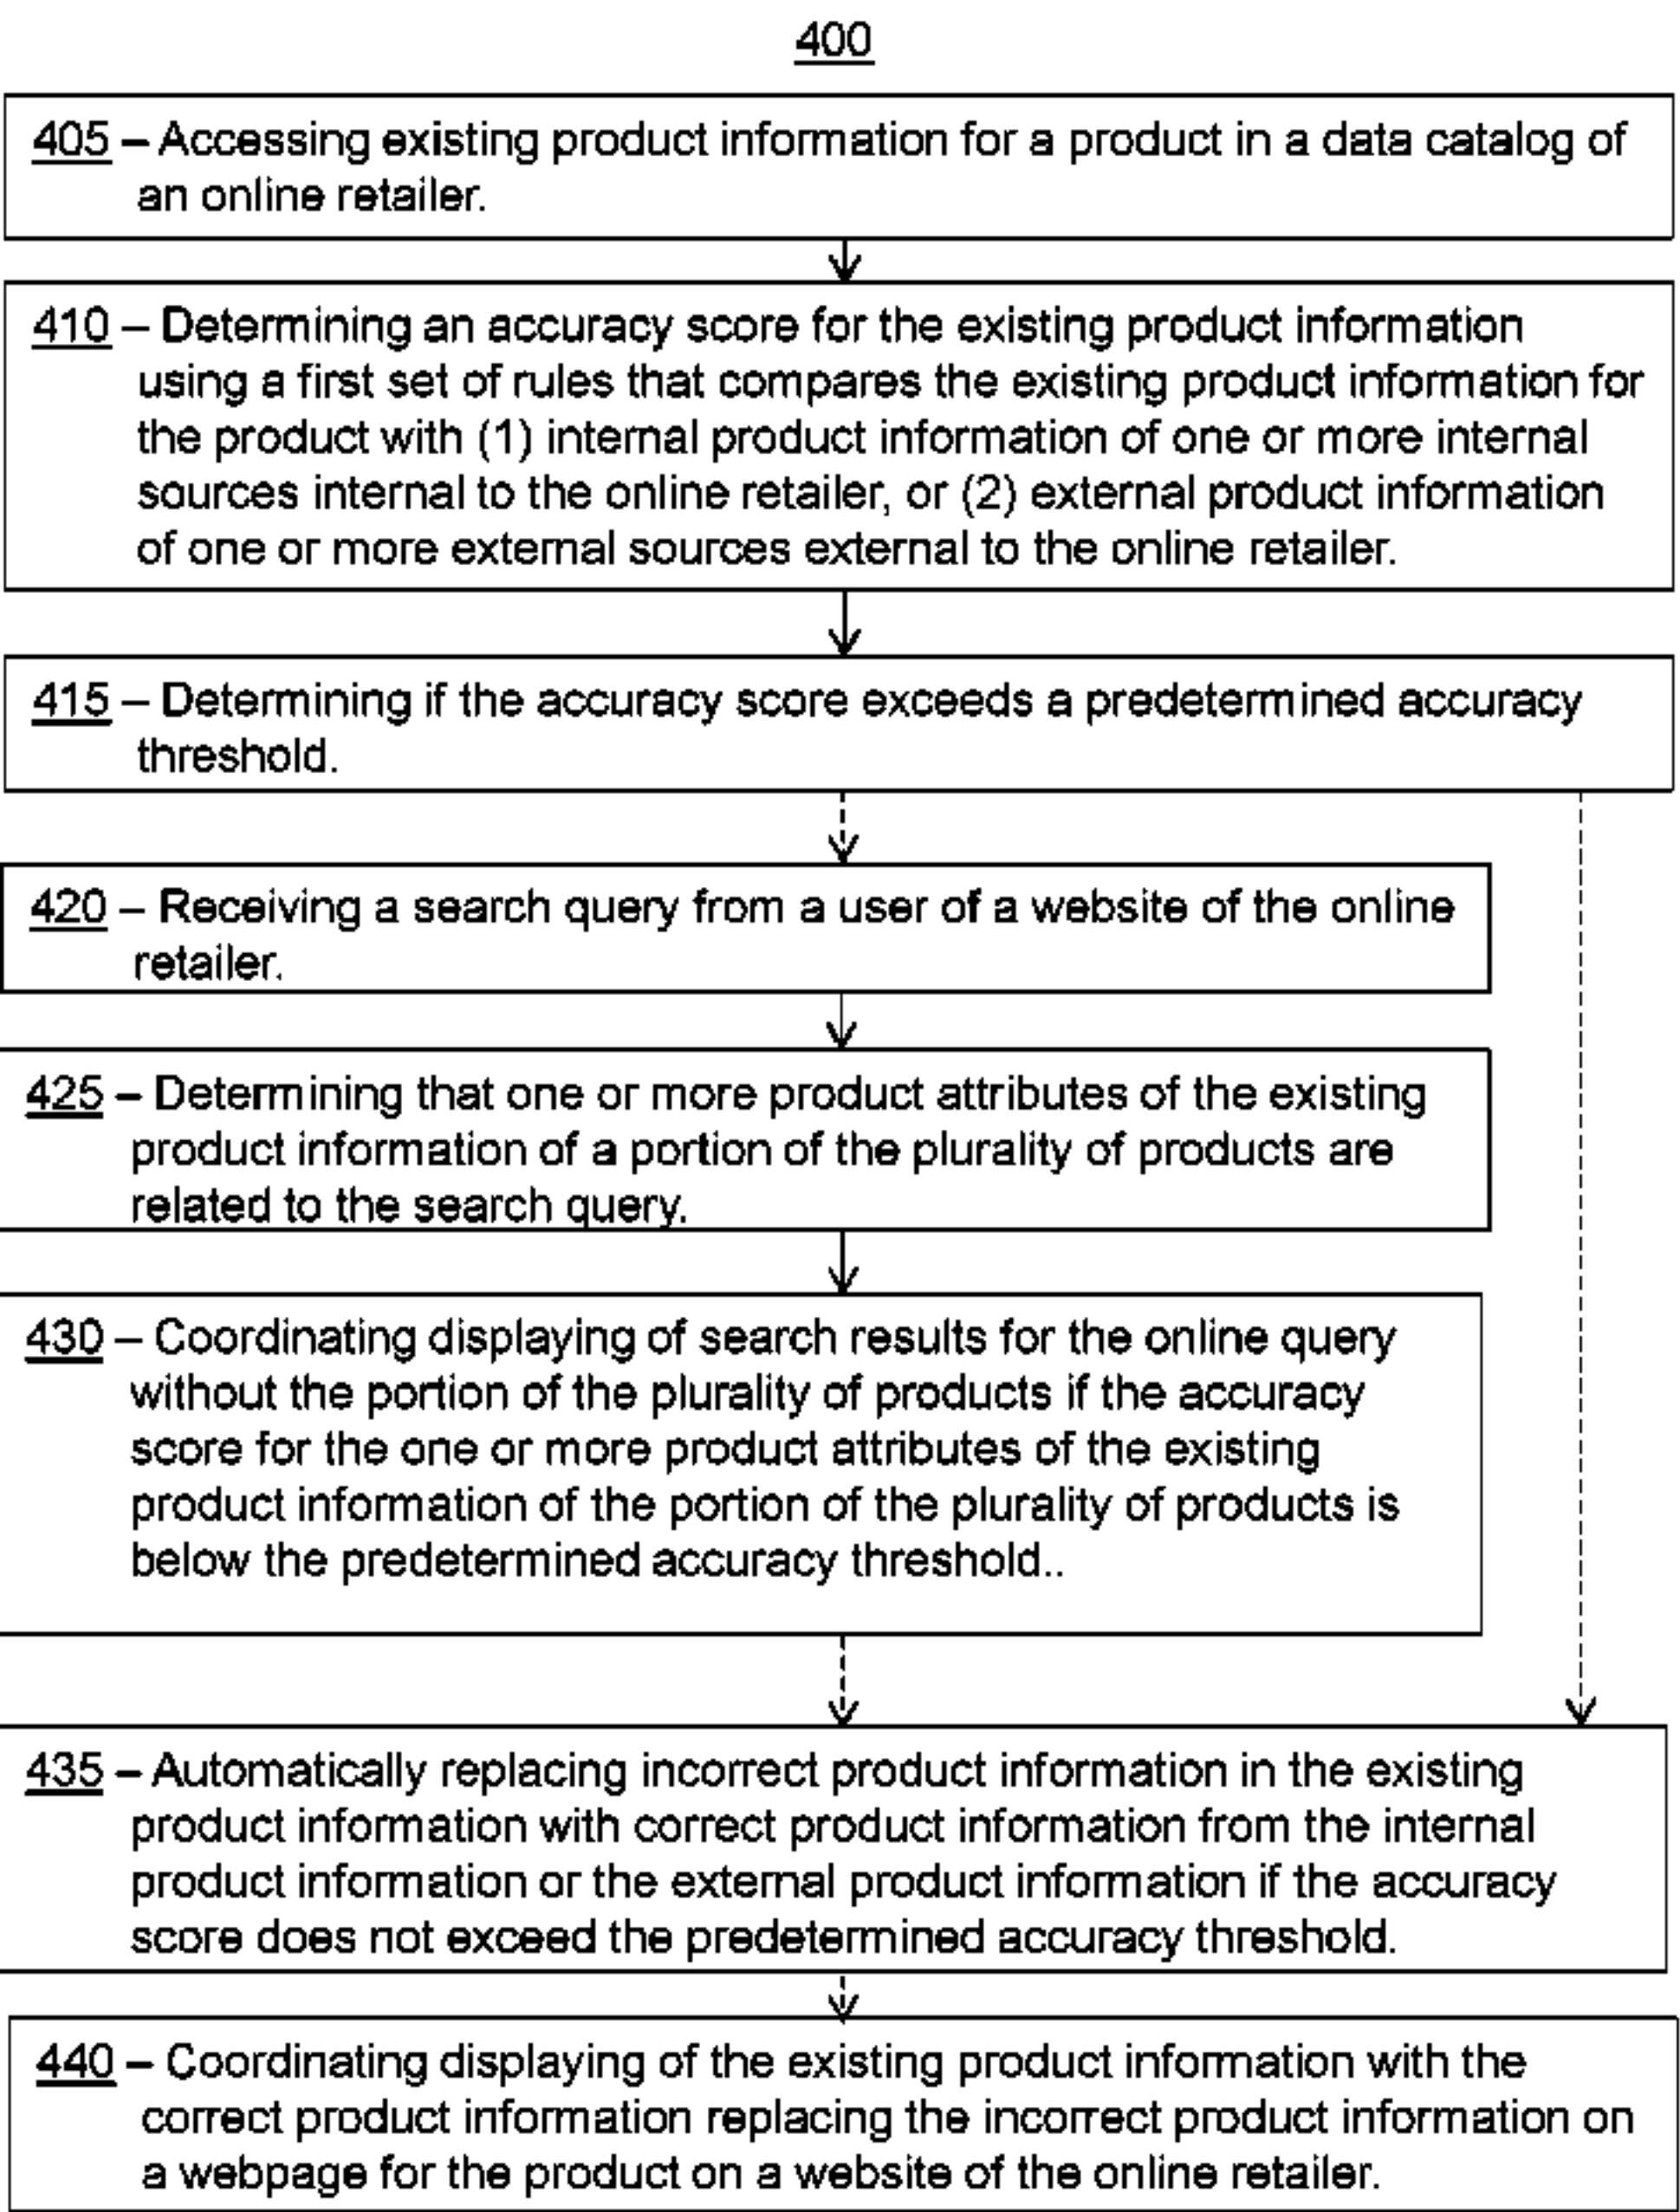 400
405 – Accessing existing product information for a product in a data catalog of
an online retailer.
410 – Determining an accuracy score for the existing product information
using a first set of rules that compares the existing product information for
the product with (1) internal product information of one or more internal
sources internal to the online retailer, or (2) external product information
of one or more external sources external to the online retailer.
415 – Determining if the accuracy score exceeds a predetermined accuracy
threshold.
420 – Receiving a search query from a user of a website of the online
retailer.
425 – Determining that one or more product attributes of the existing
product information of a portion of the plurality of products are
related to the search query.
430 – Coordinating displaying of search results for the online query
without the portion of the plurality of products if the accuracy
score for the one or more product attributes of the existing
product information of the portion of the plurality of products is
below the predetermined accuracy threshold..
435 – Automatically replacing incorrect product information in the existing
product information with correct product information from the internal
product information or the external product information if the accuracy
score does not exceed the predetermined accuracy threshold.
440 – Coordinating displaying of the existing product information with the
correct product information replacing the incorrect product information on
a webpage for the product on a website of the online retailer.